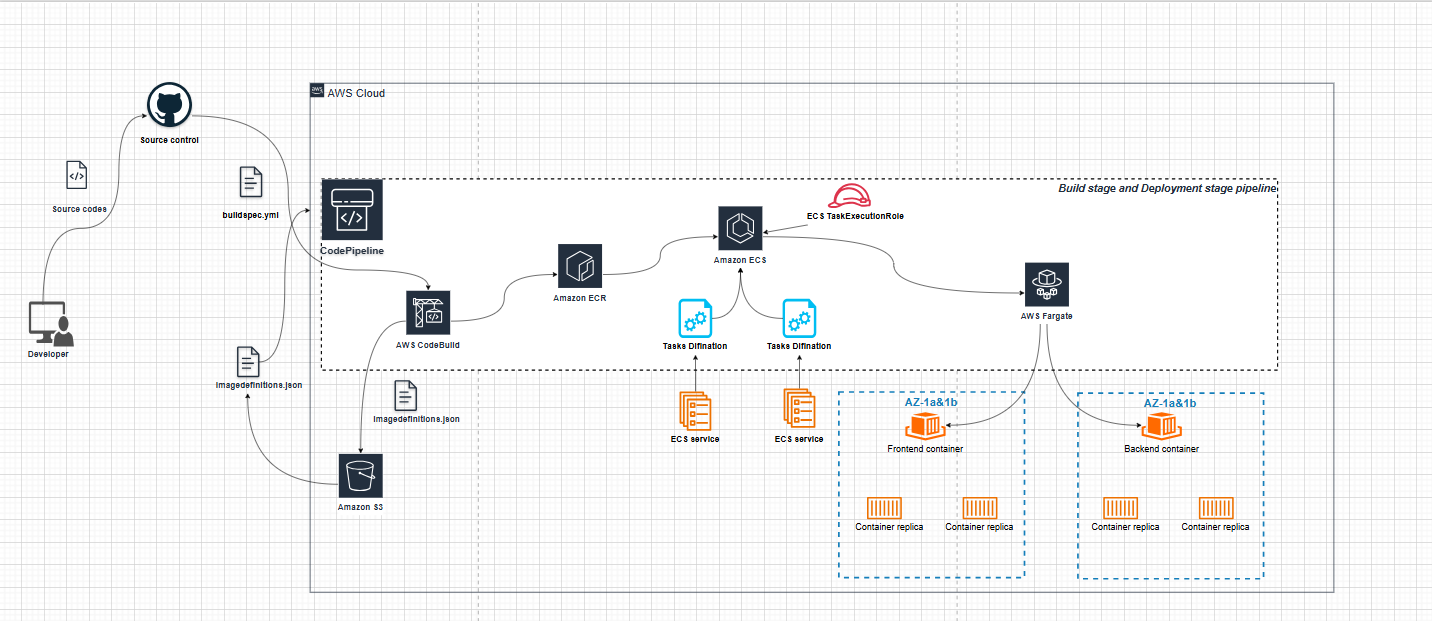 aws
AWS Cloud
Source control
Source codes
buildspec.yml
Build stage and Deployment stage pipeline
ECS TaskExecutionRole
CodePipeline
Amazon ECS
Amazon ECR
AWS Fargate
AWS CodeBuild
Tasks Difination
Tasks Difination
Developer
imagedefinitions.json
imagedefinitions.json
AZ-1a&1b
AZ-1a&1b
ECS service
ECS service
Frontend container
Backend container
Amazon S3
Container replica
Container replica
Container replica
Container replica